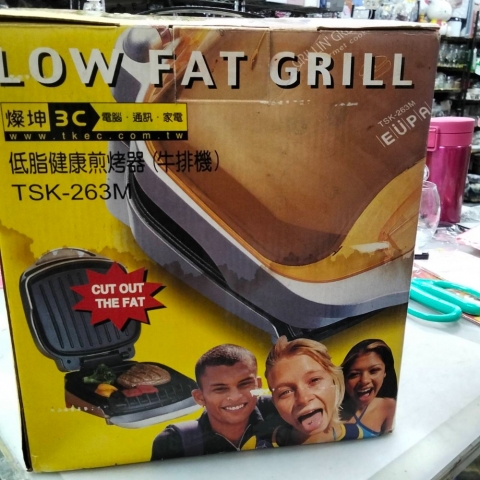 LOW FAT GRILL
GRILLIN'
燦坤 3C 電腦·通訊·家電
www.tkec.com.tw
低脂健康煎烤器(牛排機)
TSK-263M
TSK-263M
EUPA
CUT OUT
THE FAT